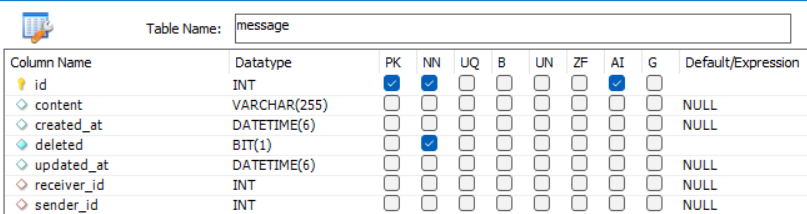 Table Name: message
Column Name Datatype PK NN UQ B UN ZF AI G Default/Expression
id INT
content VARCHAR(255) NULL
created_at DATETIME(6) NULL
deleted BIT(1)
updated_at DATETIME(6) NULL
receiver_id INT NULL
sender_id INT NULL